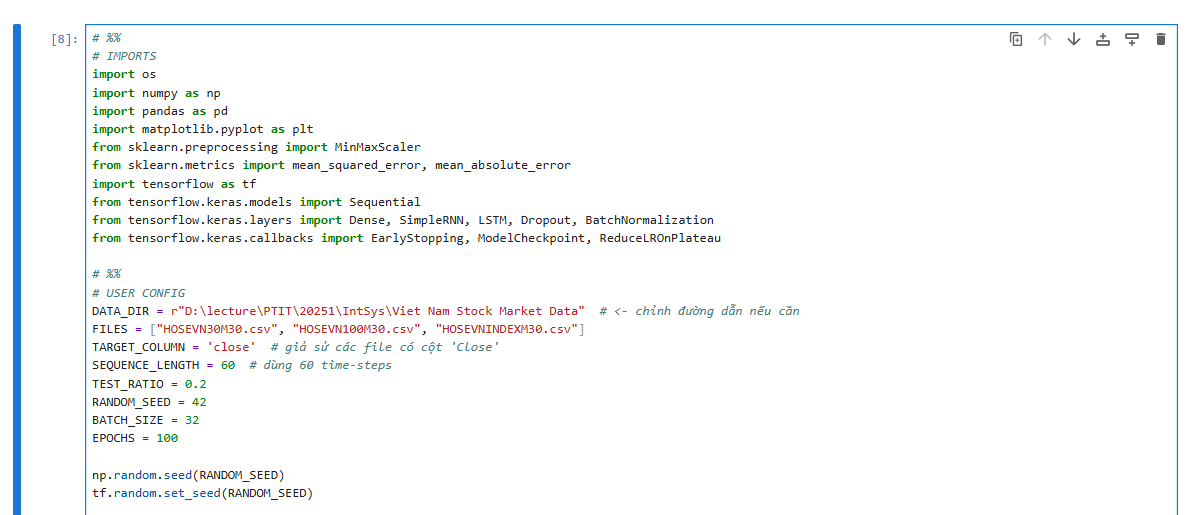 [8]: # %%
# IMPORTS
import os
import numpy as np
import pandas as pd
import matplotlib.pyplot as plt
from sklearn.preprocessing import MinMaxScaler
from sklearn.metrics import mean_squared_error, mean_absolute_error
import tensorflow as tf
from tensorflow.keras.models import Sequential
from tensorflow.keras.layers import Dense, SimpleRNN, LSTM, Dropout, BatchNormalization
from tensorflow.keras.callbacks import EarlyStopping, ModelCheckpoint, ReduceLROnPlateau

# %%
# USER CONFIG
DATA_DIR = r"D:\lecture\PTIT\20251\IntSys\Viet Nam Stock Market Data"  # <- chỉnh đường dẫn nếu cần
FILES = ["HOSEVN30M30.csv", "HOSEVN100M30.csv", "HOSEVNINDEXM30.csv"]
TARGET_COLUMN = 'close'  # giả sử các file có cột 'Close'
SEQUENCE_LENGTH = 60  # dùng 60 time-steps
TEST_RATIO = 0.2
RANDOM_SEED = 42
BATCH_SIZE = 32
EPOCHS = 100

np.random.seed(RANDOM_SEED)
tf.random.set_seed(RANDOM_SEED)